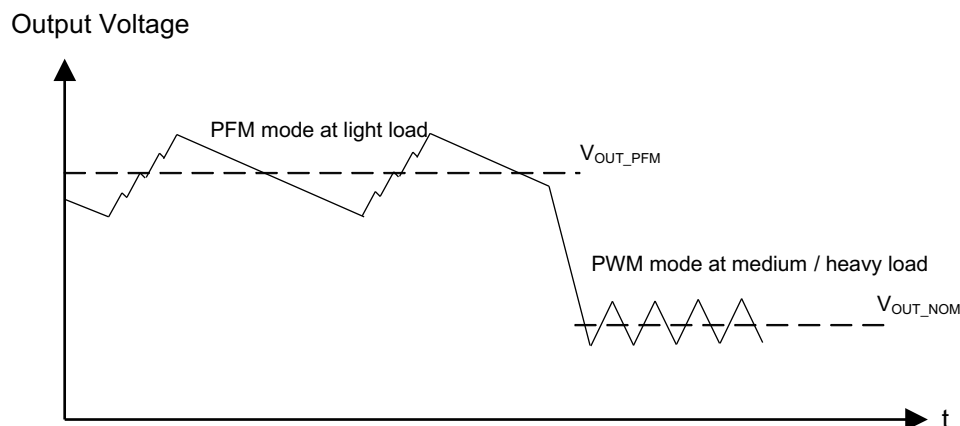 Output Voltage
PFM mode at light load
VOUT_PFM
PWM mode at medium / heavy load
VOUT_NOM
t